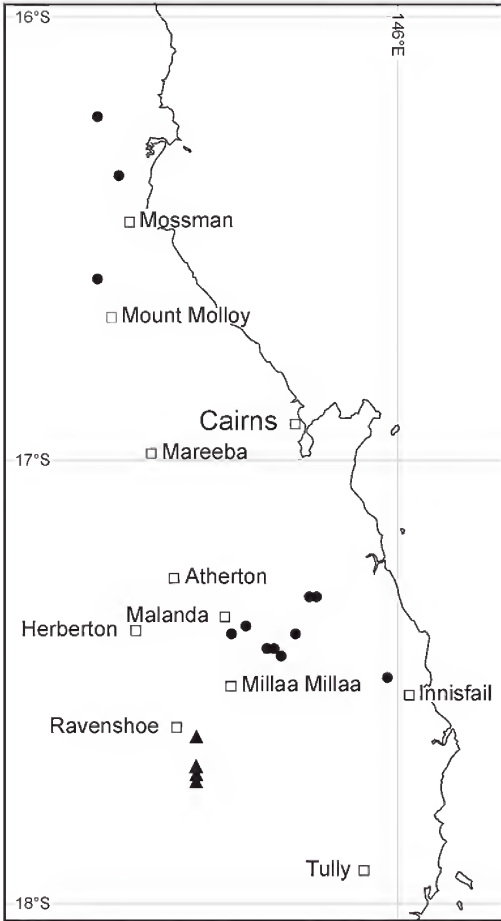 16°S
146°E
Mossman
Mount Molloy
Cairns
Mareeba
17°S
Atherton
Malanda
Herberton
Millaa Millaa
Innisfail
Ravenshoe
Tully
18°S